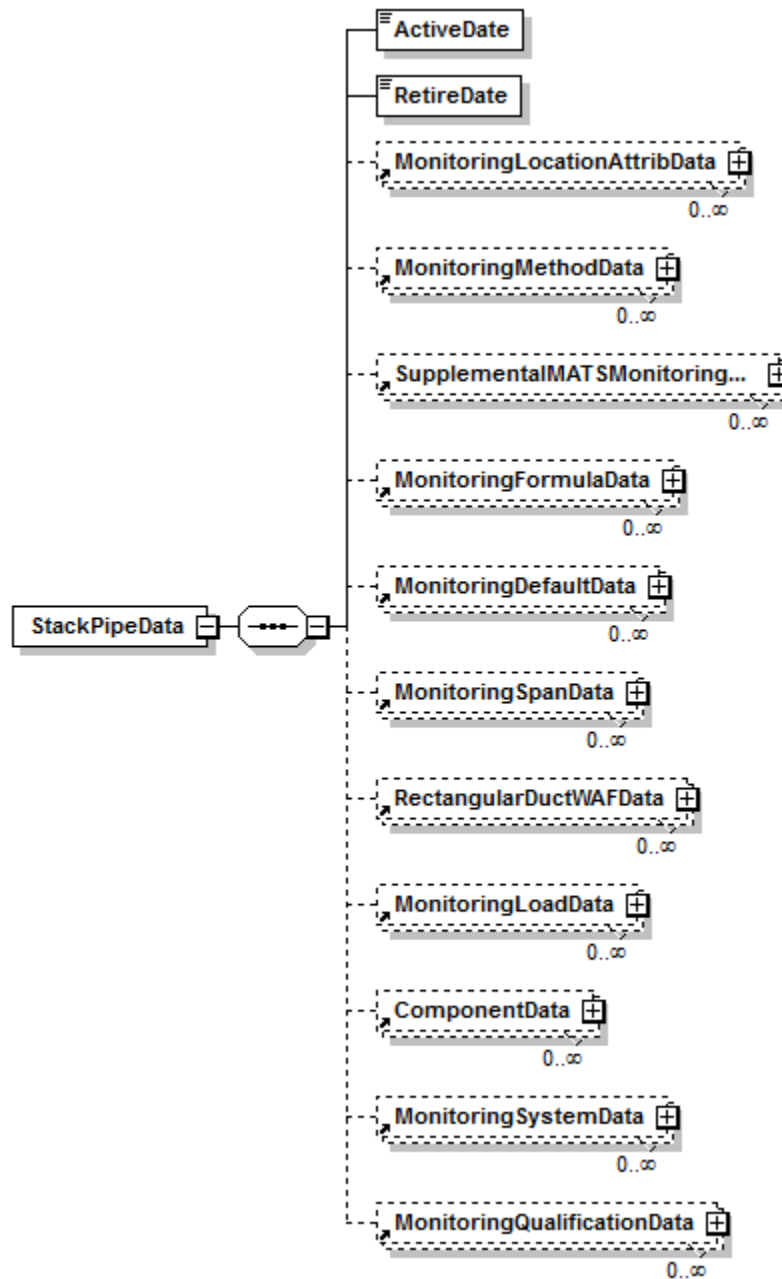 ActiveDate
RetireDate
MonitoringLocationAttribData
0..∞
MonitoringMethodData
0..∞
SupplementalMATSMonitoring...
0..∞
MonitoringFormulaData
0..∞
MonitoringDefaultData
0..∞
StackPipeData
MonitoringSpanData
0..∞
RectangularDuctWAFData
0..∞
MonitoringLoadData
0..∞
ComponentData
0..∞
MonitoringSystemData
0..∞
MonitoringQualificationData
0..∞